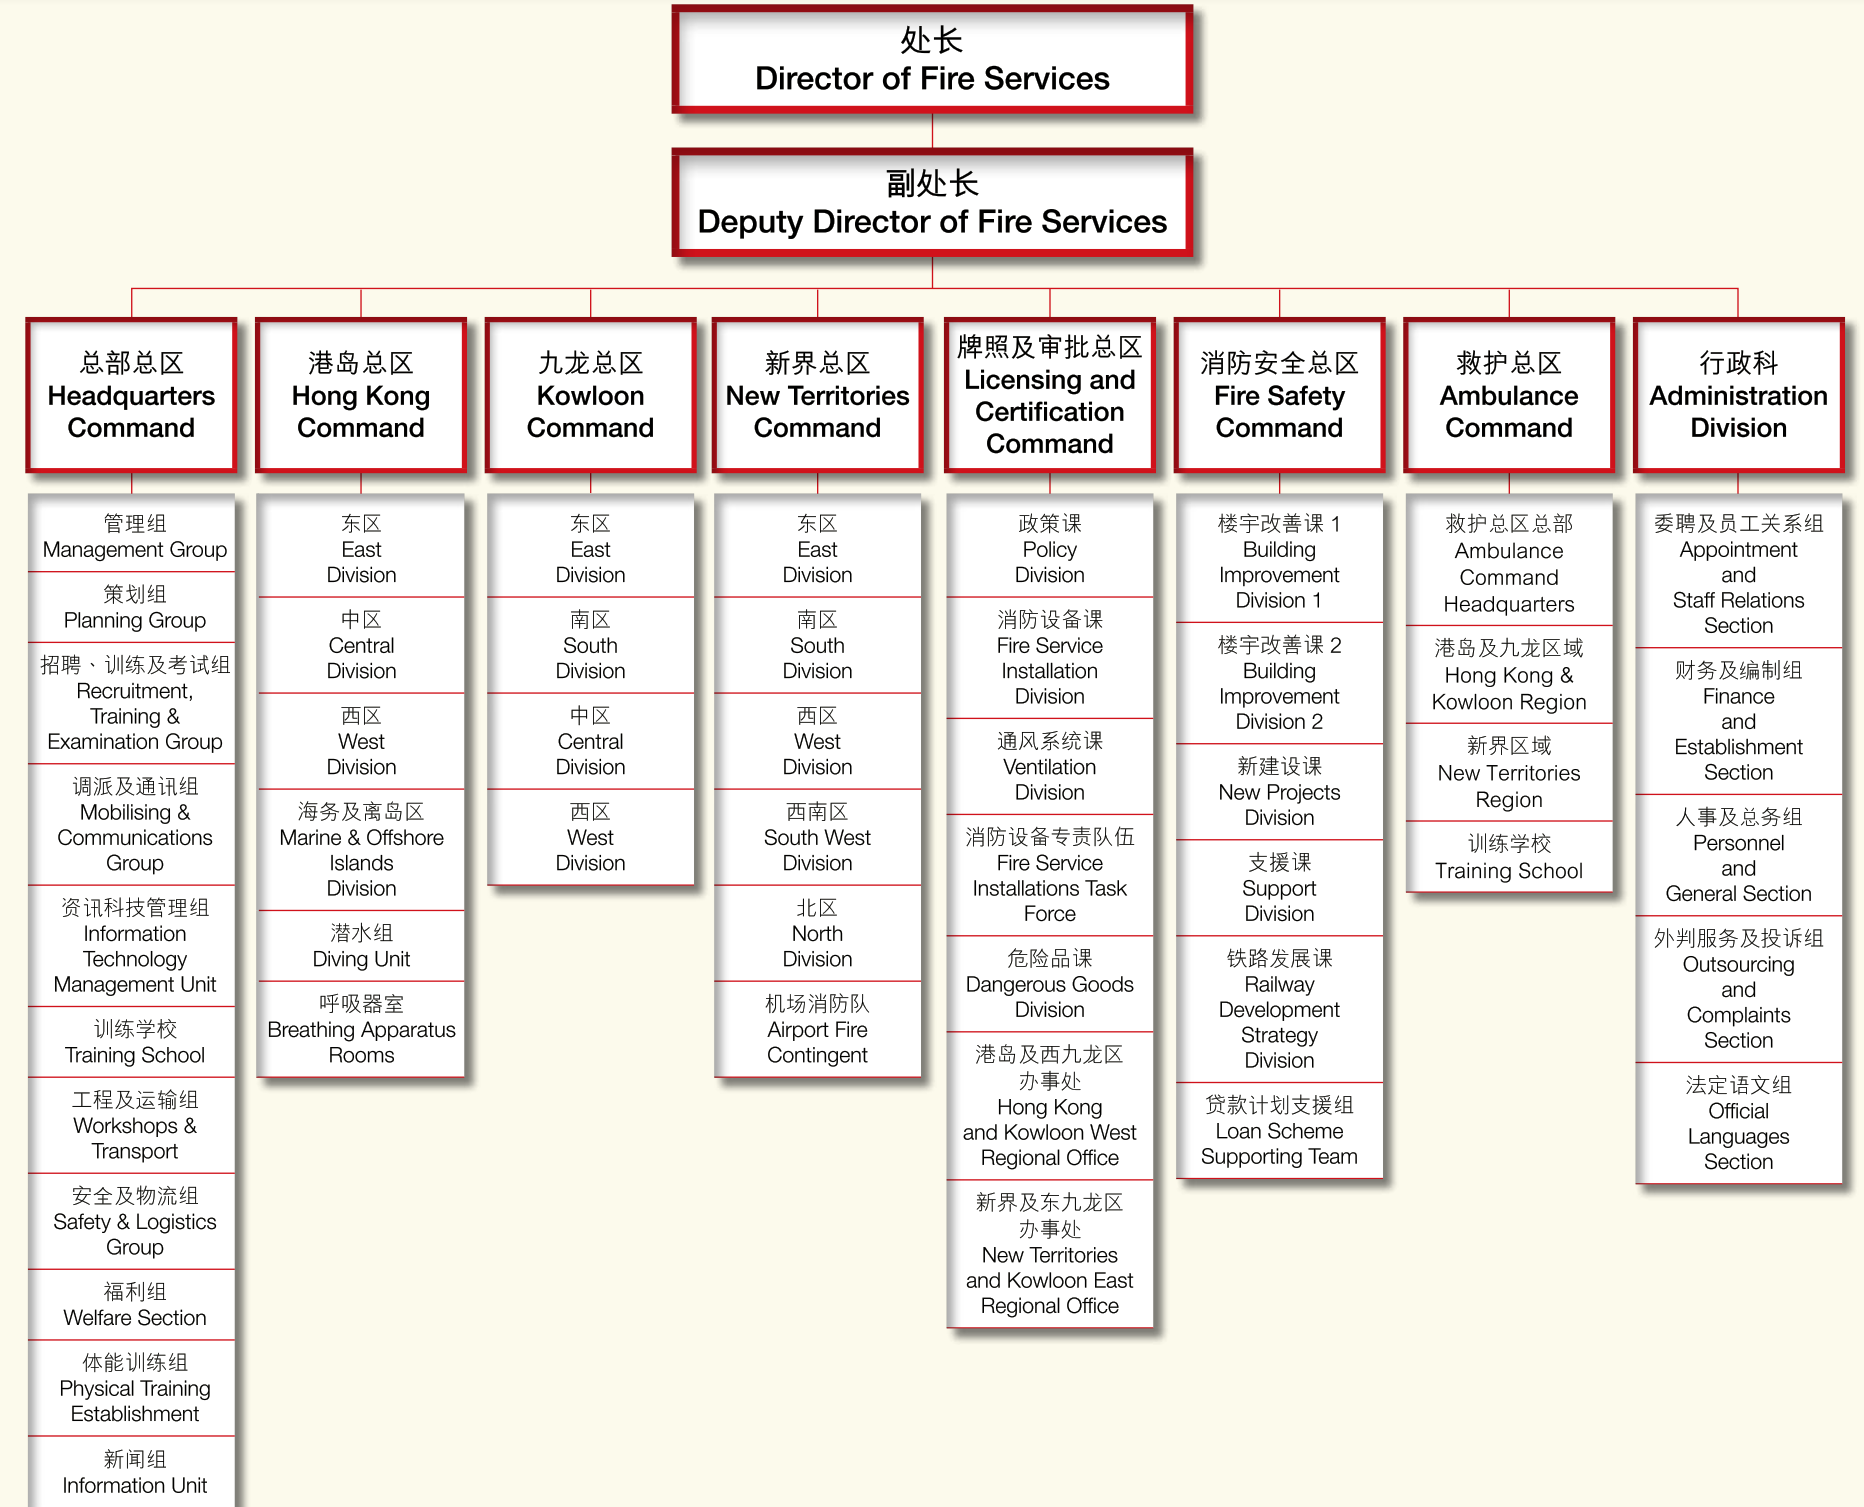 处长
Director of Fire Services
副处长
Deputy Director of Fire Services
总部总区
Headquarters
Command
管理组
Management Group
策划组
Planning Group
招聘、训练及考试组
Recruitment,
Training &
Examination Group
调派及通讯组
Mobilising &
Communications
Group
资讯科技管理组
Information
Technology
Management Unit
训练学校
Training School
工程及运输组
Workshops &
Transport
安全及物流组
Safety & Logistics
Group
福利组
Welfare Section
体能训练组
Physical Training
Establishment
新闻组
Information Unit
港岛总区
Hong Kong
Command
东区
East
Division
中区
Central
Division
西区
West
Division
海务及离岛区
Marine & Offshore
Islands
Division
潜水组
Diving Unit
呼吸器室
Breathing Apparatus
Rooms
九龙总区
Kowloon
Command
东区
East
Division
南区
South
Division
中区
Central
Division
西区
West
Division
新界总区
New Territories
Command
东区
East
Division
南区
South
Division
西区
West
Division
西南区
South West
Division
北区
North
Division
机场消防队
Airport Fire
Contingent
牌照及审批总区
Licensing and
Certification
Command
政策课
Policy
Division
消防设备课
Fire Service
Installation
Division
通风系统课
Ventilation
Division
消防设备专责队伍
Fire Service
Installations Task
Force
危险品课
Dangerous Goods
Division
港岛及西九龙区
办事处
Hong Kong
and Kowloon West
Regional Office
新界及东九龙区
办事处
New Territories
and Kowloon East
Regional Office
消防安全总区
Fire Safety
Command
楼宇改善课 1
Building
Improvement
Division 1
楼宇改善课 2
Building
Improvement
Division 2
新建设课
New Projects
Division
支援课
Support
Division
铁路发展课
Railway
Development
Strategy
Division
贷款计划支援组
Loan Scheme
Supporting Team
救护总区
Ambulance
Command
救护总区总部
Ambulance
Command
Headquarters
港岛及九龙区域
Hong Kong &
Kowloon Region
新界区域
New Territories
Region
训练学校
Training School
行政科
Administration
Division
委聘及员工关系组
Appointment
and
Staff Relations
Section
财务及编制组
Finance
and
Establishment
Section
人事及总务组
Personnel
and
General Section
外判服务及投诉组
Outsourcing
and
Complaints
Section
法定语文组
Official
Languages
Section